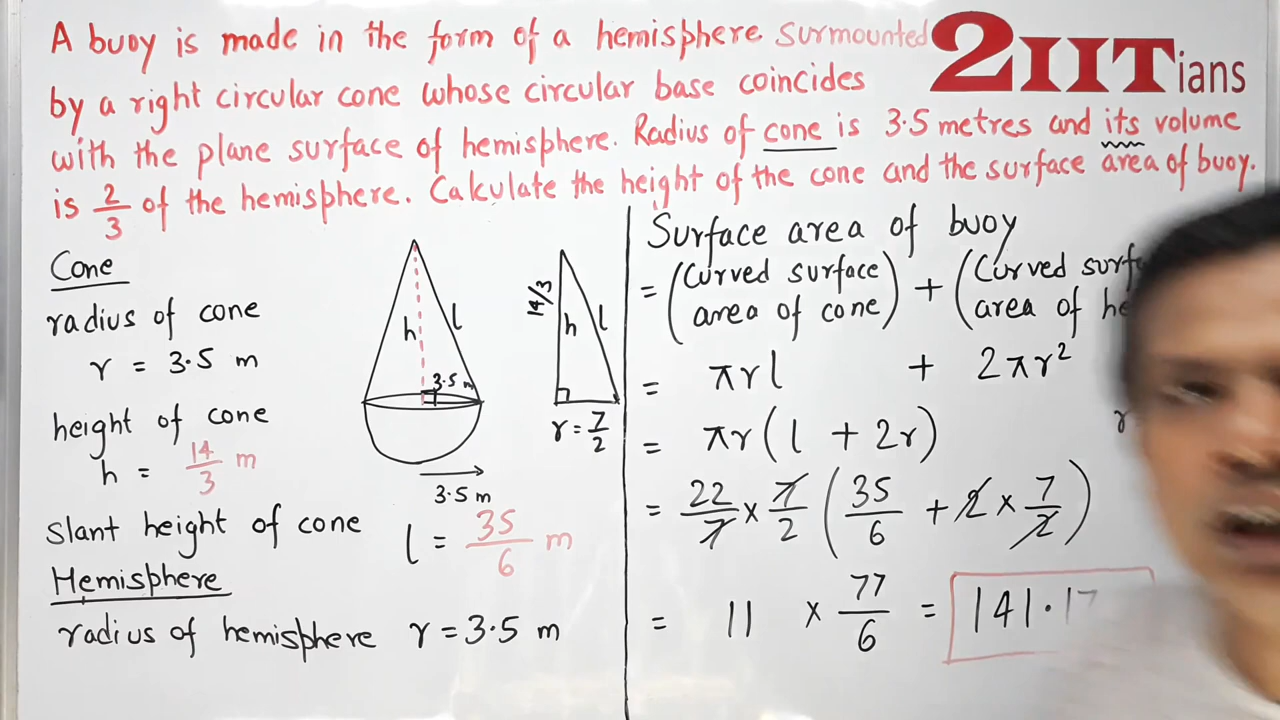 A buoy is made in the form of a hemisphere surmounted
by a right circular cone whose circular base coincides
with the plane surface of hemisphere. Radius of cone is 3.5 metres and its volume
is 2/3 of the hemisphere. Calculate the height of the cone and the surface area of buoy.
2IITians
Cone
radius of cone
r = 3.5 m
height of cone
h = 14/3 m
Slant height of cone l = 35/6 m
Hemisphere
radius of hemisphere r = 3.5 m
h l
3.5 m
3.5 m
14/3 h l
r = 7/2
Surface area of buoy
= (Curved surface area of cone) + (Curved area of
= πrl + 2πr²
= πr(l + 2r)
= 22/7 × 7/2 (35/6 + 2 × 7/2)
= 11 × 77/6 = 141.17